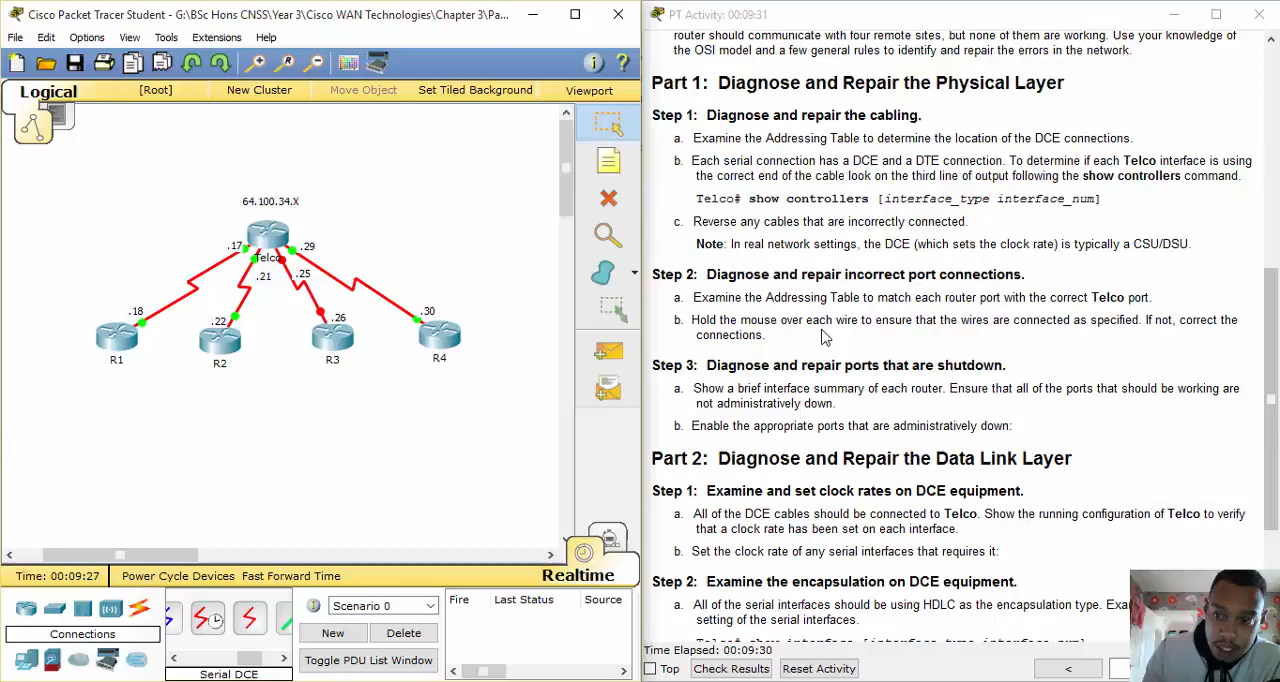 Cisco Packet Tracer Student - G:\BSc Hons CNSS\Year 3\Cisco WAN Technologies\Chapter 3\Pa...
File Edit Options View Tools Extensions Help
Logical [Root] New Cluster Move Object Set Tiled Background Viewport
64.100.34.X
.17 .29
Telco
.21 .25
.18 .22 .26 .30
R1 R2 R3 R4
Time: 00:09:27 Power Cycle Devices Fast Forward Time Realtime
Connections
Serial DCE
Scenario 0
New Delete
Toggle PDU List Window
Fire Last Status Source
PT Activity: 00:09:31
router should communicate with four remote sites, but none of them are working. Use your knowledge of
the OSI model and a few general rules to identify and repair the errors in the network.
Part 1: Diagnose and Repair the Physical Layer
Step 1: Diagnose and repair the cabling.
a. Examine the Addressing Table to determine the location of the DCE connections.
b. Each serial connection has a DCE and a DTE connection. To determine if each Telco interface is using
the correct end of the cable look on the third line of output following the show controllers command.
Telco# show controllers [interface_type interface_num]
c. Reverse any cables that are incorrectly connected.
Note: In real network settings, the DCE (which sets the clock rate) is typically a CSU/DSU.
Step 2: Diagnose and repair incorrect port connections.
a. Examine the Addressing Table to match each router port with the correct Telco port.
b. Hold the mouse over each wire to ensure that the wires are connected as specified. If not, correct the
connections.
Step 3: Diagnose and repair ports that are shutdown.
a. Show a brief interface summary of each router. Ensure that all of the ports that should be working are
not administratively down.
b. Enable the appropriate ports that are administratively down:
Part 2: Diagnose and Repair the Data Link Layer
Step 1: Examine and set clock rates on DCE equipment.
a. All of the DCE cables should be connected to Telco. Show the running configuration of Telco to verify
that a clock rate has been set on each interface.
b. Set the clock rate of any serial interfaces that requires it:
Step 2: Examine the encapsulation on DCE equipment.
a. All of the serial interfaces should be using HDLC as the encapsulation type. Exa
setting of the serial interfaces.
Time Elapsed: 00:09:30
Top Check Results Reset Activity <